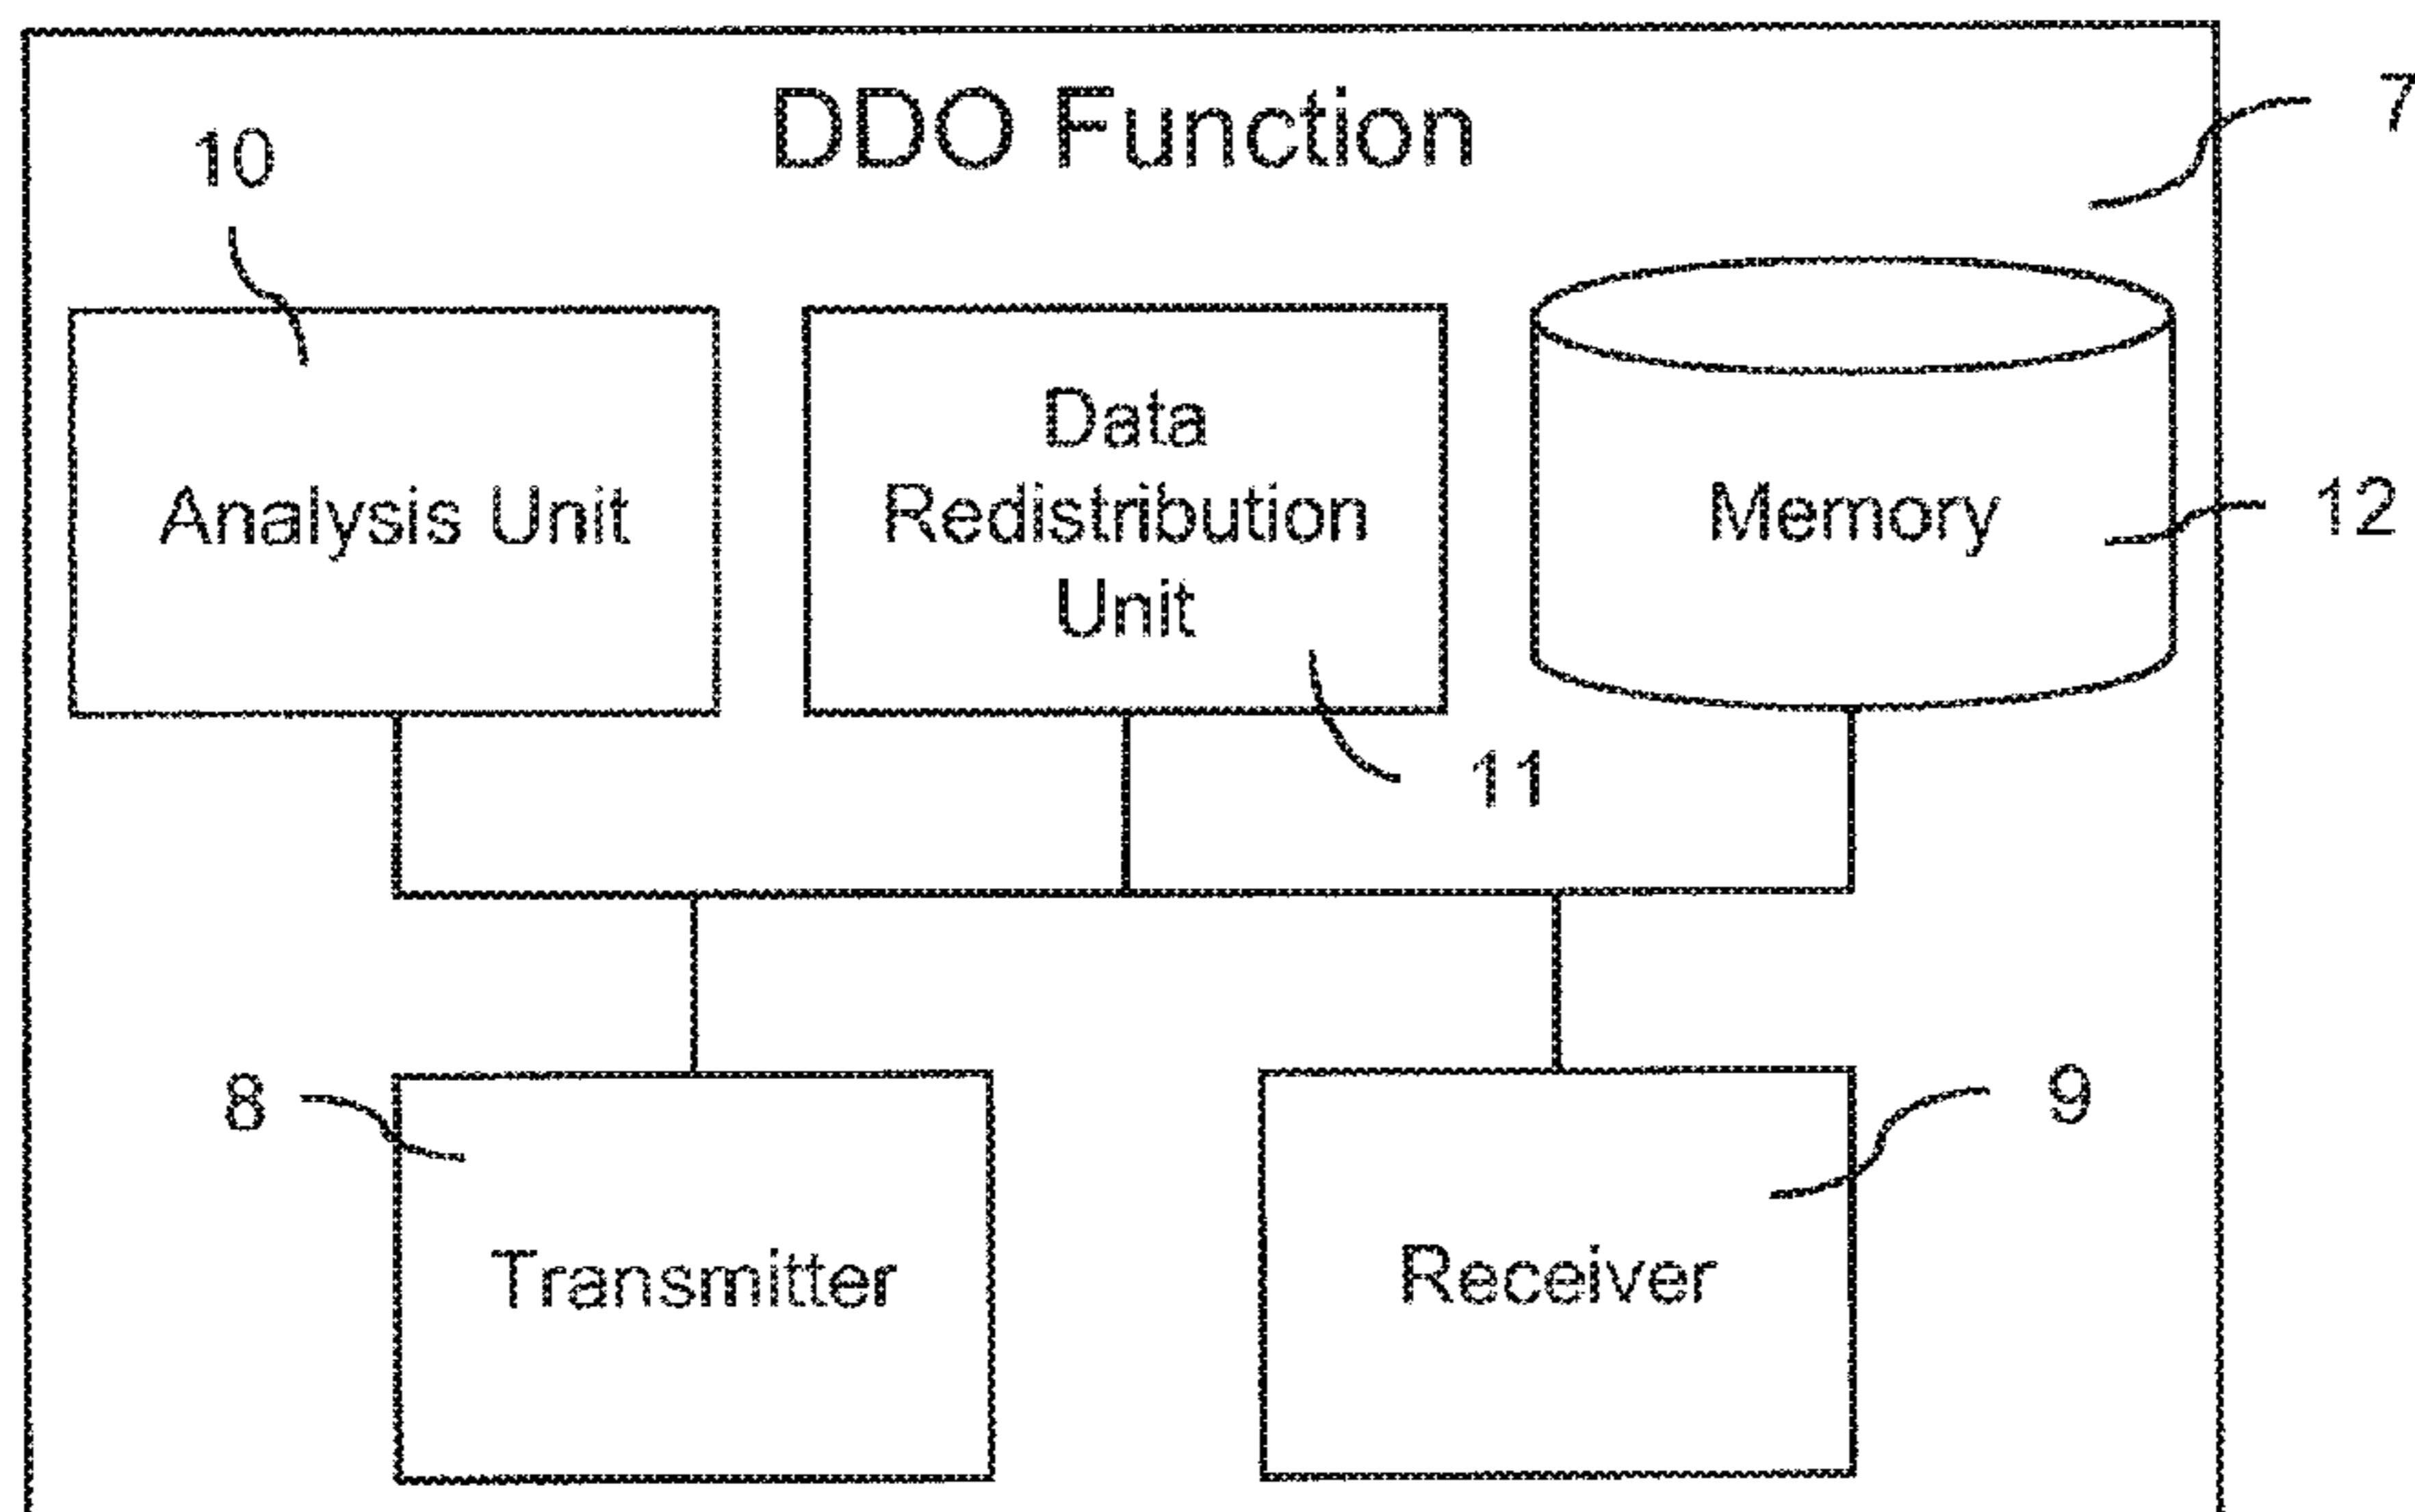 DDO Function
7
10
Analysis Unit
Data
Redistribution
Unit
Memory
12
11
8
9
Transmitter
Receiver